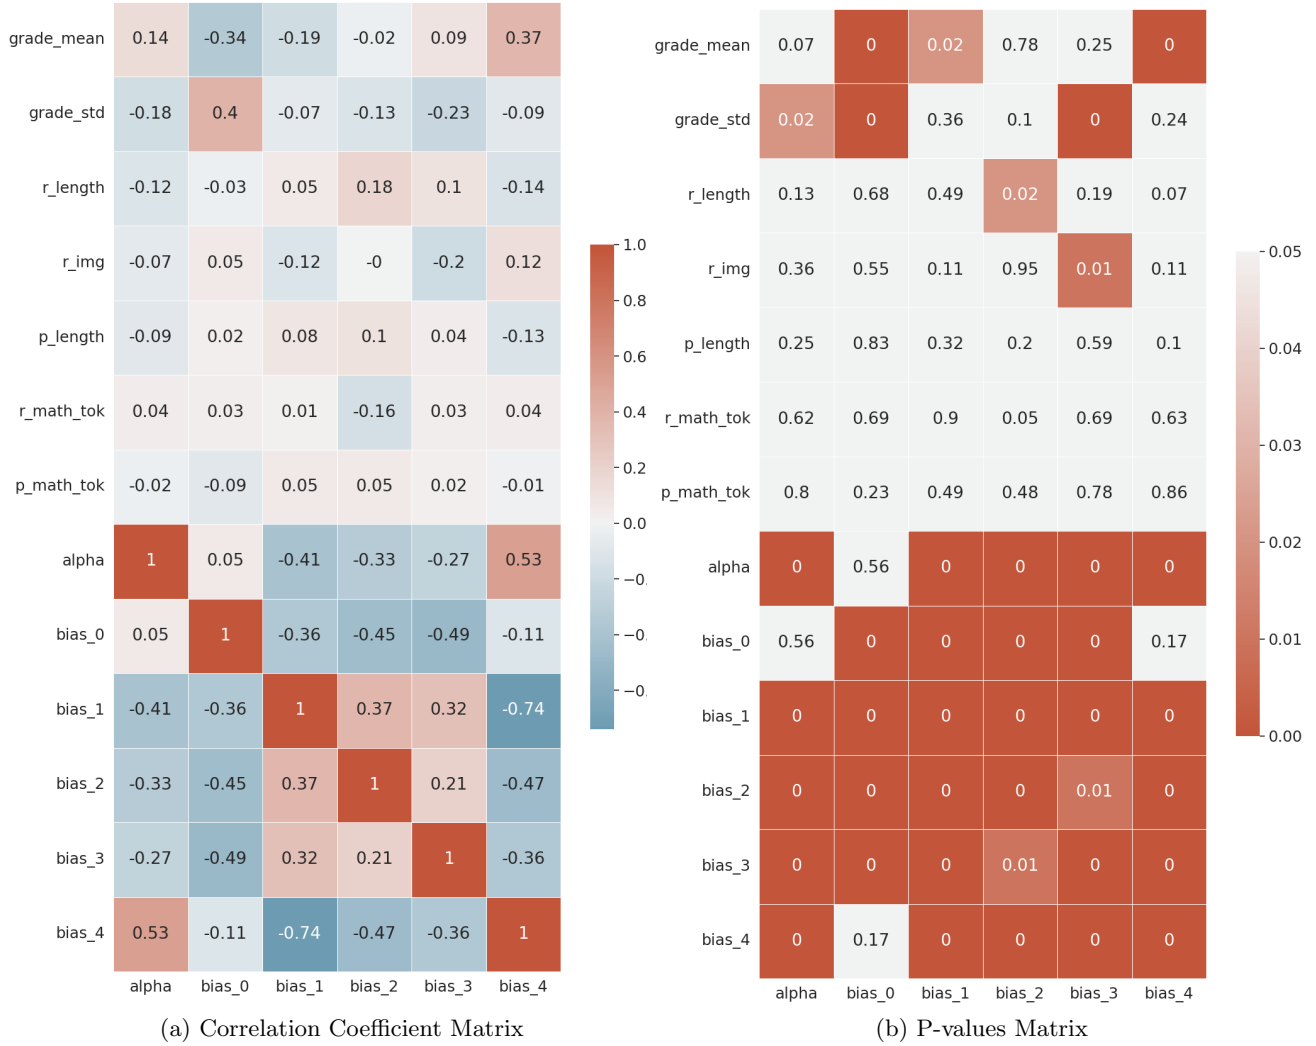 grade_mean 0.14 -0.34 -0.19 -0.02 0.09 0.37
grade_std -0.18 0.4 -0.07 -0.13 -0.23 -0.09
r_length -0.12 -0.03 0.05 0.18 0.1 -0.14
r_img -0.07 0.05 -0.12 -0 -0.2 0.12
p_length -0.09 0.02 0.08 0.1 0.04 -0.13
r_math_tok 0.04 0.03 0.01 -0.16 0.03 0.04
p_math_tok -0.02 -0.09 0.05 0.05 0.02 -0.01
alpha 1 0.05 -0.41 -0.33 -0.27 0.53
bias_0 0.05 1 -0.36 -0.45 -0.49 -0.11
bias_1 -0.41 -0.36 1 0.37 0.32 -0.74
bias_2 -0.33 -0.45 0.37 1 0.21 -0.47
bias_3 -0.27 -0.49 0.32 0.21 1 -0.36
bias_4 0.53 -0.11 -0.74 -0.47 -0.36 1
alpha bias_0 bias_1 bias_2 bias_3 bias_4
1.0
0.8
0.6
0.4
0.2
0.0
−0.
−0.
−0.
(a) Correlation Coefficient Matrix
grade_mean 0.07 0 0.02 0.78 0.25 0
grade_std 0.02 0 0.36 0.1 0 0.24
r_length 0.13 0.68 0.49 0.02 0.19 0.07
r_img 0.36 0.55 0.11 0.95 0.01 0.11
p_length 0.25 0.83 0.32 0.2 0.59 0.1
r_math_tok 0.62 0.69 0.9 0.05 0.69 0.63
p_math_tok 0.8 0.23 0.49 0.48 0.78 0.86
alpha 0 0.56 0 0 0 0
bias_0 0.56 0 0 0 0 0.17
bias_1 0 0 0 0 0 0
bias_2 0 0 0 0 0.01 0
bias_3 0 0 0 0.01 0 0
bias_4 0 0.17 0 0 0 0
alpha bias_0 bias_1 bias_2 bias_3 bias_4
0.05
0.04
0.03
0.02
0.01
0.00
(b) P-values Matrix